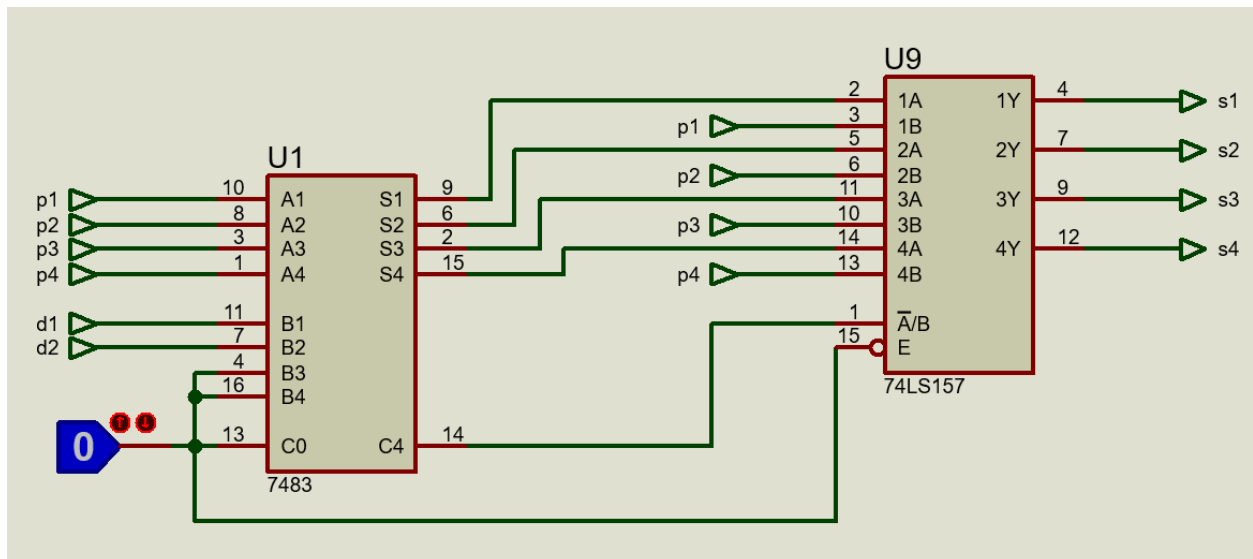 U9
2 1A 1Y 4 s1
p1 3 1B
5 2A 2Y 7 s2
U1
p2 6 2B
p1 10 A1 S1 9 11 3A 3Y 9 s3
p2 8 A2 S2 6 p3 10 3B
p3 3 A3 S3 2 14 4A 4Y 12 s4
p4 1 A4 S4 15 p4 13 4B
d1 11 B1 1 A̅/B
d2 7 B2 15 E
4 B3
16 B4 74LS157
0 13 C0 C4 14
7483